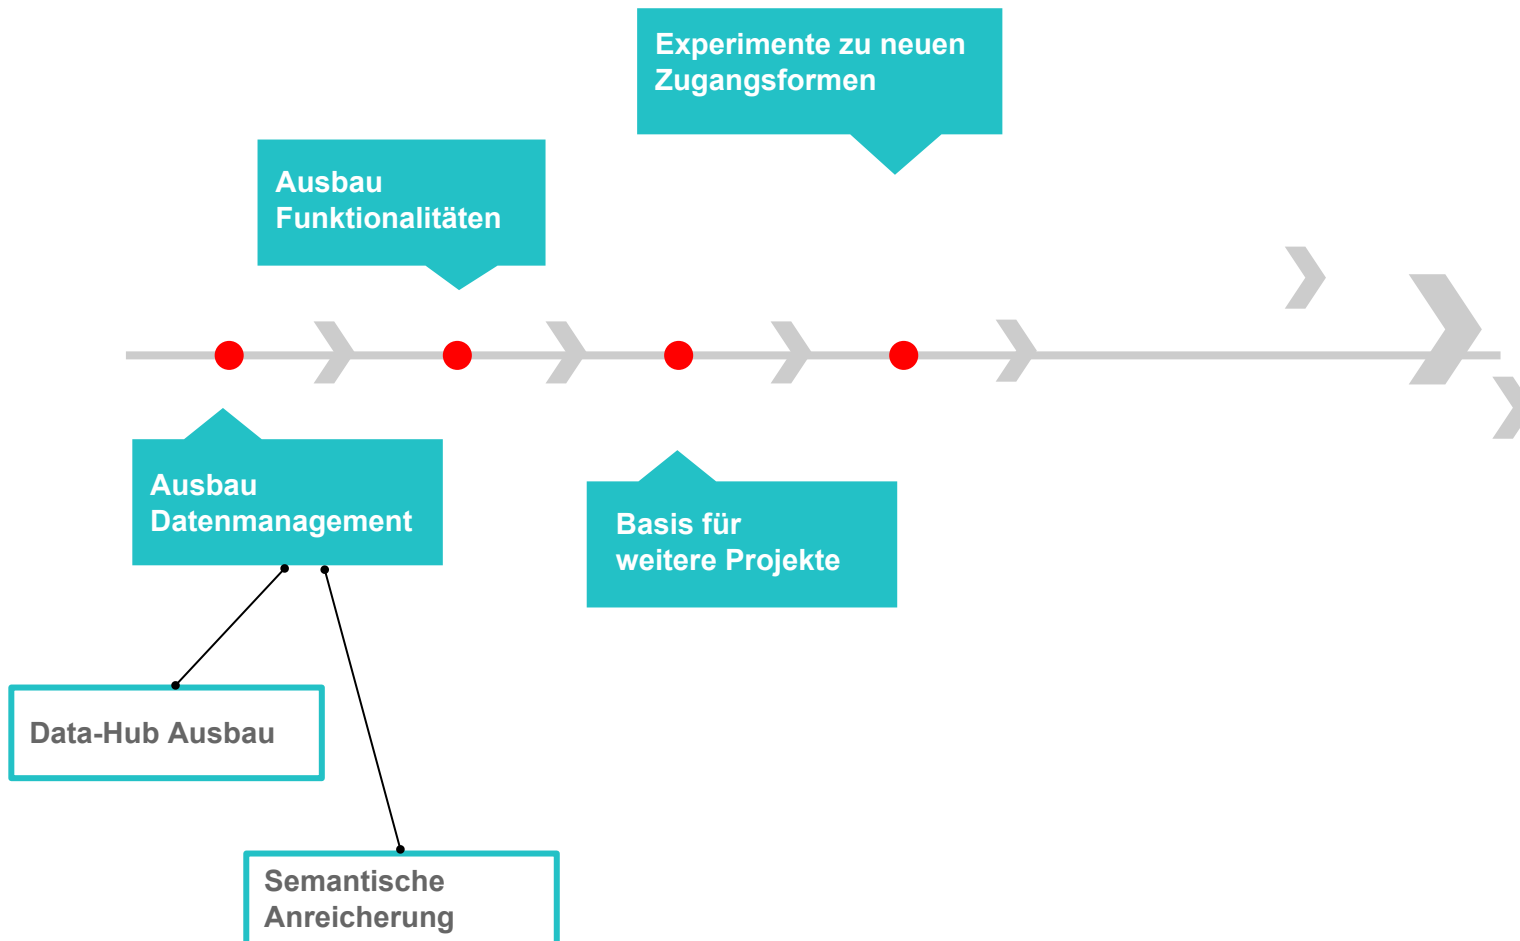 Experimente zu neuen
Zugangsformen
Ausbau
Funktionalitäten
Ausbau
Datenmanagement
Basis für
weitere Projekte
Data-Hub Ausbau
Semantische
Anreicherung